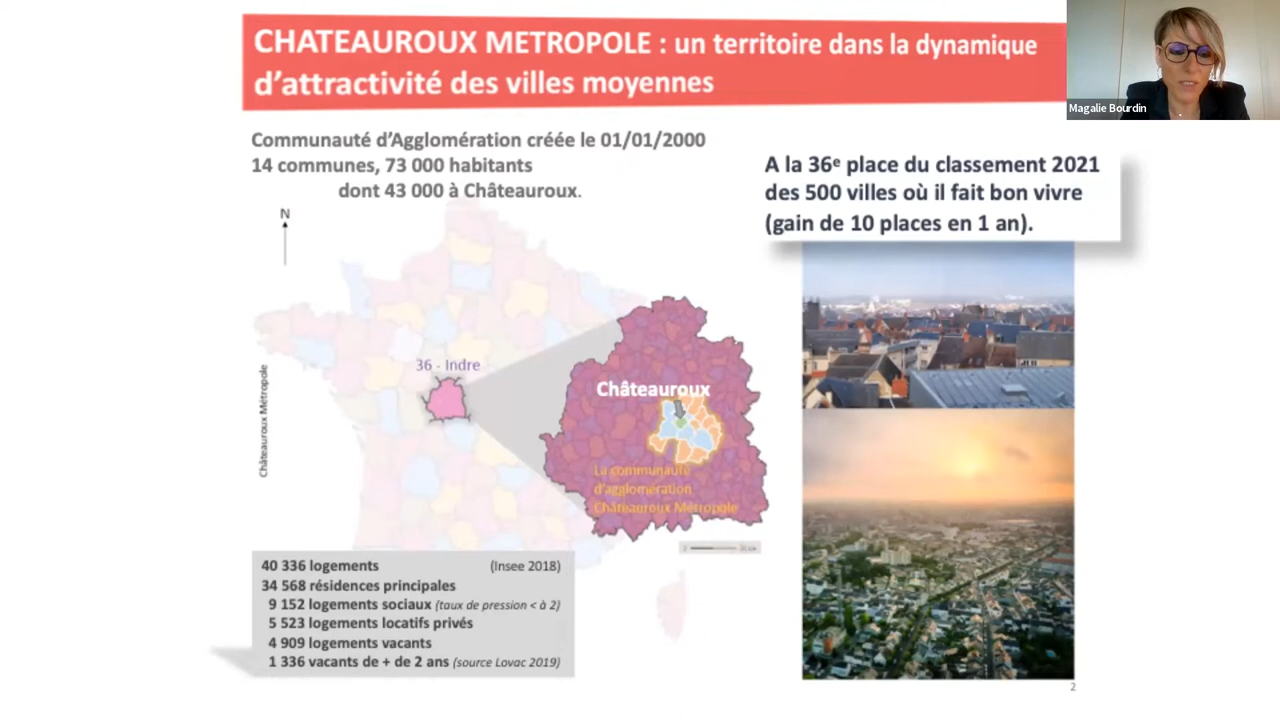 CHATEAUROUX METROPOLE : un territoire dans la dynamique
d'attractivité des villes moyennes
Magalie Bourdin
Communauté d'Agglomération créée le 01/01/2000
14 communes, 73 000 habitants
dont 43 000 à Châteauroux.
A la 36e place du classement 2021
des 500 villes où il fait bon vivre
(gain de 10 places en 1 an).
N
36 - Indre
Châteauroux Métropole
Châteauroux
La communauté
d'agglomération
Châteauroux Métropole
40 336 logements (Insee 2018)
34 568 résidences principales
9 152 logements sociaux (taux de pression < à 2)
5 523 logements locatifs privés
4 909 logements vacants
1 336 vacants de + de 2 ans (source Lovac 2019)
2